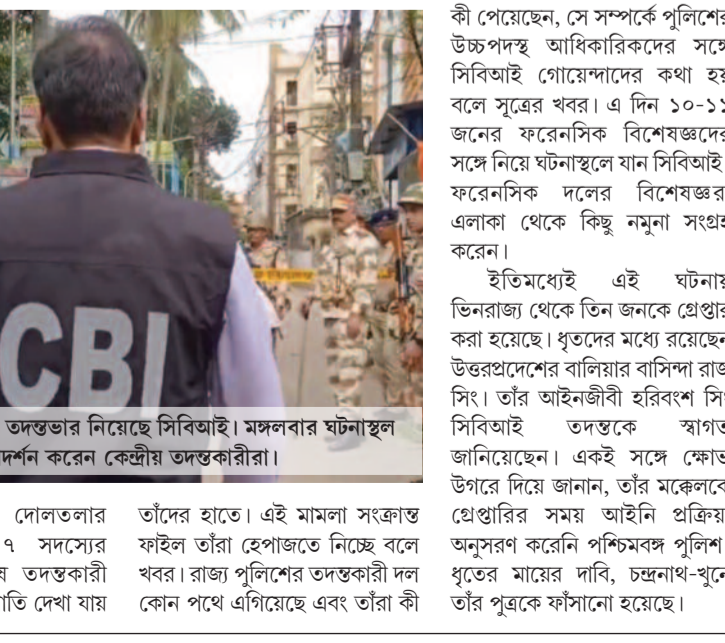 CBI
তদন্তভার নিয়েছে সিবিআই। মঙ্গলবার ঘটনাস্থল
দর্শন করেন কেন্দ্রীয় তদন্তকারীরা।
দোলতলার
৭ সদস্যের
তদন্তকারী
দেখা যায়
তাঁদের হাতে। এই মামলা সংক্রান্ত
ফাইল তাঁরা হেপাজতে নিচ্ছে বলে
খবর। রাজ্য পুলিশের তদন্তকারী দল
কোন পথে এগিয়েছে এবং তাঁরা কী
কী পেয়েছেন, সে সম্পর্কে পুলিশের
উচ্চপদস্থ আধিকারিকদের সঙ্গে
সিবিআই গোয়েন্দাদের কথা হয়
বলে সূত্রের খবর। এ দিন ১০-১১
জনের ফরেনসিক বিশেষজ্ঞদের
সঙ্গে নিয়ে ঘটনাস্থলে যান সিবিআই
ফরেনসিক দলের বিশেষজ্ঞর
এলাকা থেকে কিছু নমুনা সংগ্রহ
করেন।
ইতিমধ্যেই এই ঘটনায়
ভিনরাজ্য থেকে তিন জনকে গ্রেপ্তার
করা হয়েছে। ধৃতদের মধ্যে রয়েছেন
উত্তরপ্রদেশের বালিয়ার বাসিন্দা রাজ
সিং। তাঁর আইনজীবী হরিবংশ সিং
সিবিআই তদন্তকে স্বাগত
জানিয়েছেন। একই সঙ্গে ক্ষোভ
উগরে দিয়ে জানান, তাঁর মক্কেলকে
গ্রেপ্তারির সময় আইনি প্রক্রিয়
অনুসরণ করেনি পশ্চিমবঙ্গ পুলিশ
ধৃতের মায়ের দাবি, চন্দ্রনাথ-খুনে
তাঁর পুত্রকে ফাঁসানো হয়েছে।